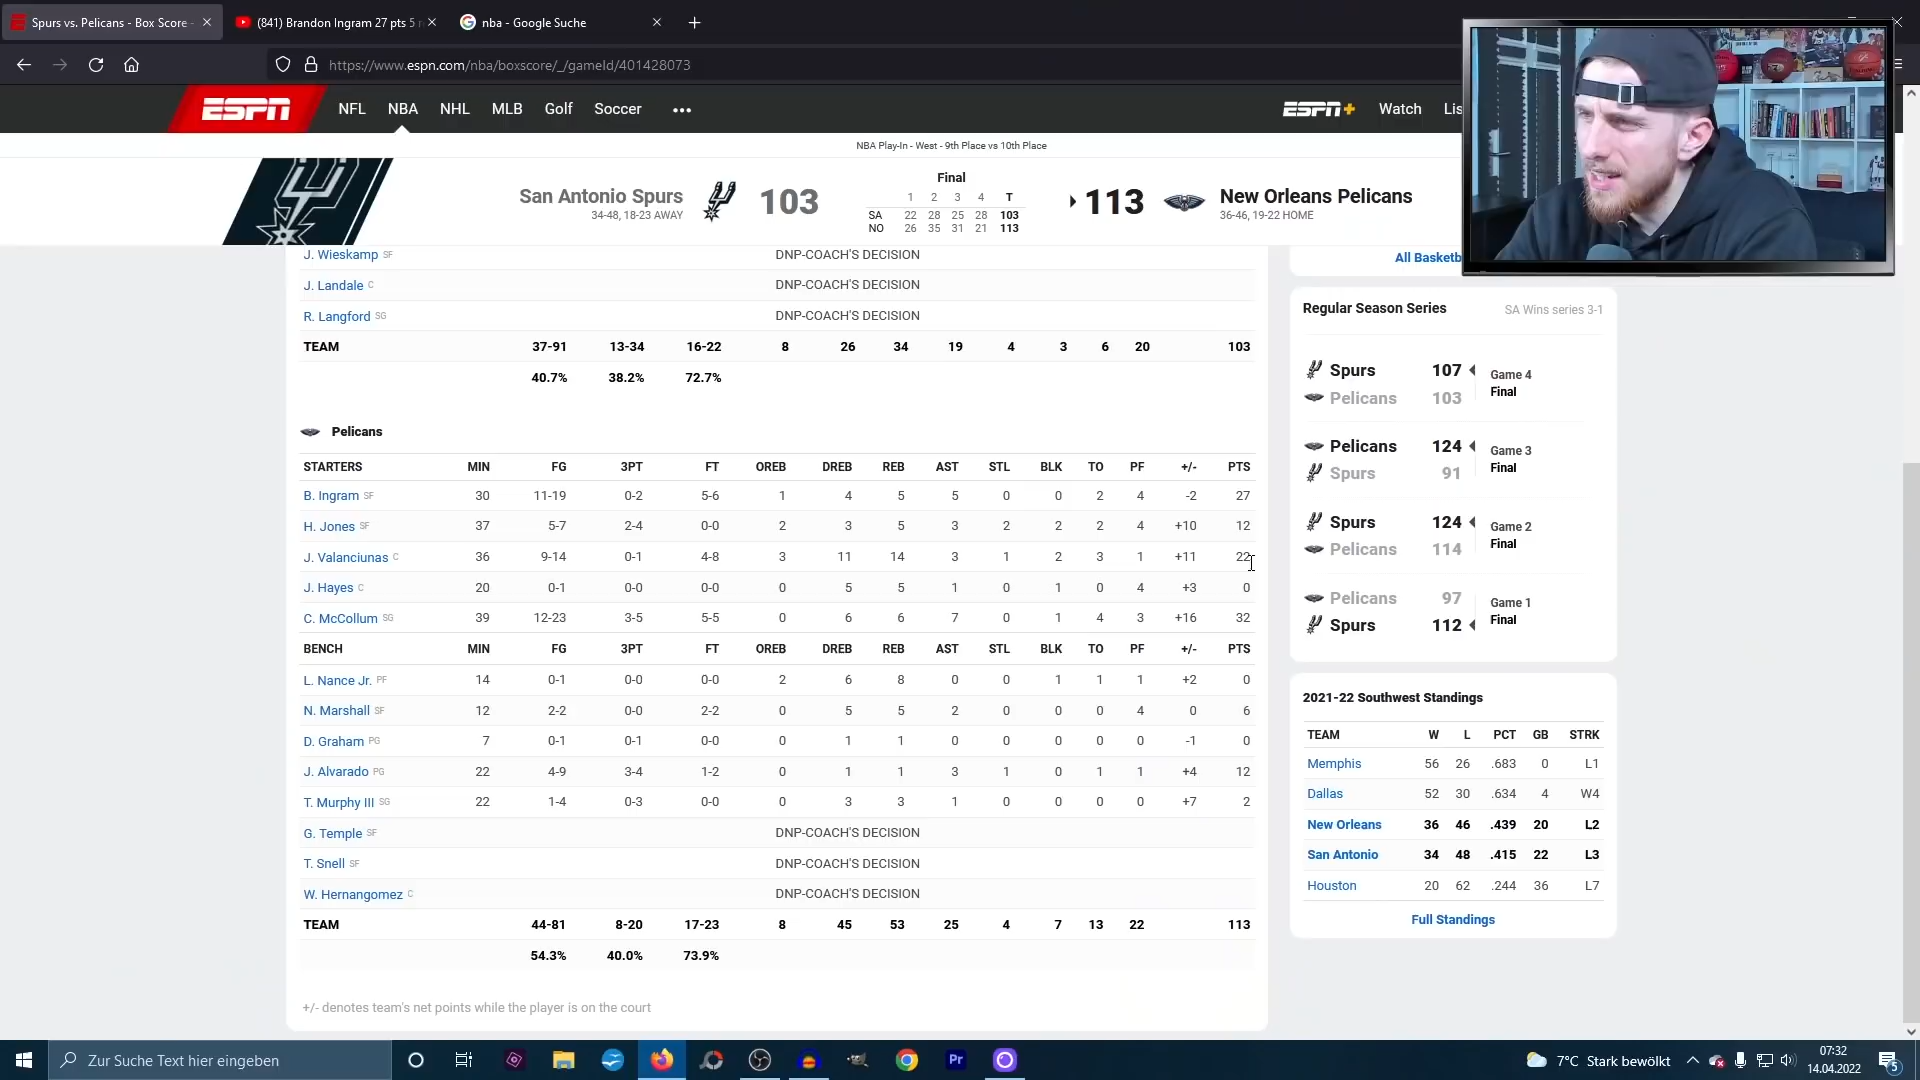 Spurs vs. Pelicans - Box Score -
(841) Brandon Ingram 27 pts 5
nba - Google Suche
https://www.espn.com/nba/boxscore/_/gameId/401428073
ESPN NFL NBA NHL MLB Golf Soccer ••• ESPN+ Watch Lis
NBA Play-In - West - 9th Place vs 10th Place
San Antonio Spurs
34-48, 18-23 AWAY
103
Final
1 2 3 4 T
SA 22 28 25 28 103
NO 26 35 31 21 113
113
New Orleans Pelicans
36-46, 19-22 HOME
J. Wieskamp SF DNP-COACH'S DECISION
J. Landale C DNP-COACH'S DECISION
R. Langford SG DNP-COACH'S DECISION
TEAM 37-91 13-34 16-22 8 26 34 19 4 3 6 20 103
40.7% 38.2% 72.7%
Pelicans
STARTERS MIN FG 3PT FT OREB DREB REB AST STL BLK TO PF +/- PTS
B. Ingram SF 30 11-19 0-2 5-6 1 4 5 5 0 0 2 4 -2 27
H. Jones SF 37 5-7 2-4 0-0 2 3 5 3 2 2 2 4 +10 12
J. Valanciunas C 36 9-14 0-1 4-8 3 11 14 3 1 2 3 1 +11 22
J. Hayes C 20 0-1 0-0 0-0 0 5 5 1 0 1 0 4 +3 0
C. McCollum SG 39 12-23 3-5 5-5 0 6 6 7 0 1 4 3 +16 32
BENCH MIN FG 3PT FT OREB DREB REB AST STL BLK TO PF +/- PTS
L. Nance Jr. PF 14 0-1 0-0 0-0 2 6 8 0 0 1 1 1 +2 0
N. Marshall SF 12 2-2 0-0 2-2 0 5 5 2 0 0 0 4 0 6
D. Graham PG 7 0-1 0-1 0-0 0 1 1 0 0 0 0 0 -1 0
J. Alvarado PG 22 4-9 3-4 1-2 0 1 1 3 1 0 1 1 +4 12
T. Murphy III SG 22 1-4 0-3 0-0 0 3 3 1 0 0 0 0 +7 2
G. Temple SF DNP-COACH'S DECISION
T. Snell SF DNP-COACH'S DECISION
W. Hernangomez C DNP-COACH'S DECISION
TEAM 44-81 8-20 17-23 8 45 53 25 4 7 13 22 113
54.3% 40.0% 73.9%
+/- denotes team's net points while the player is on the court
All Basketb
Regular Season Series SA Wins series 3-1
Spurs 107 Game 4
Pelicans 103 Final
Pelicans 124 Game 3
Spurs 91 Final
Spurs 124 Game 2
Pelicans 114 Final
Pelicans 97 Game 1
Spurs 112 Final
2021-22 Southwest Standings
TEAM W L PCT GB STRK
Memphis 56 26 .683 0 L1
Dallas 52 30 .634 4 W4
New Orleans 36 46 .439 20 L2
San Antonio 34 48 .415 22 L3
Houston 20 62 .244 36 L7
Full Standings
Zur Suche Text hier eingeben
Pr
7°C Stark bewölkt
07:32
14.04.2022
5